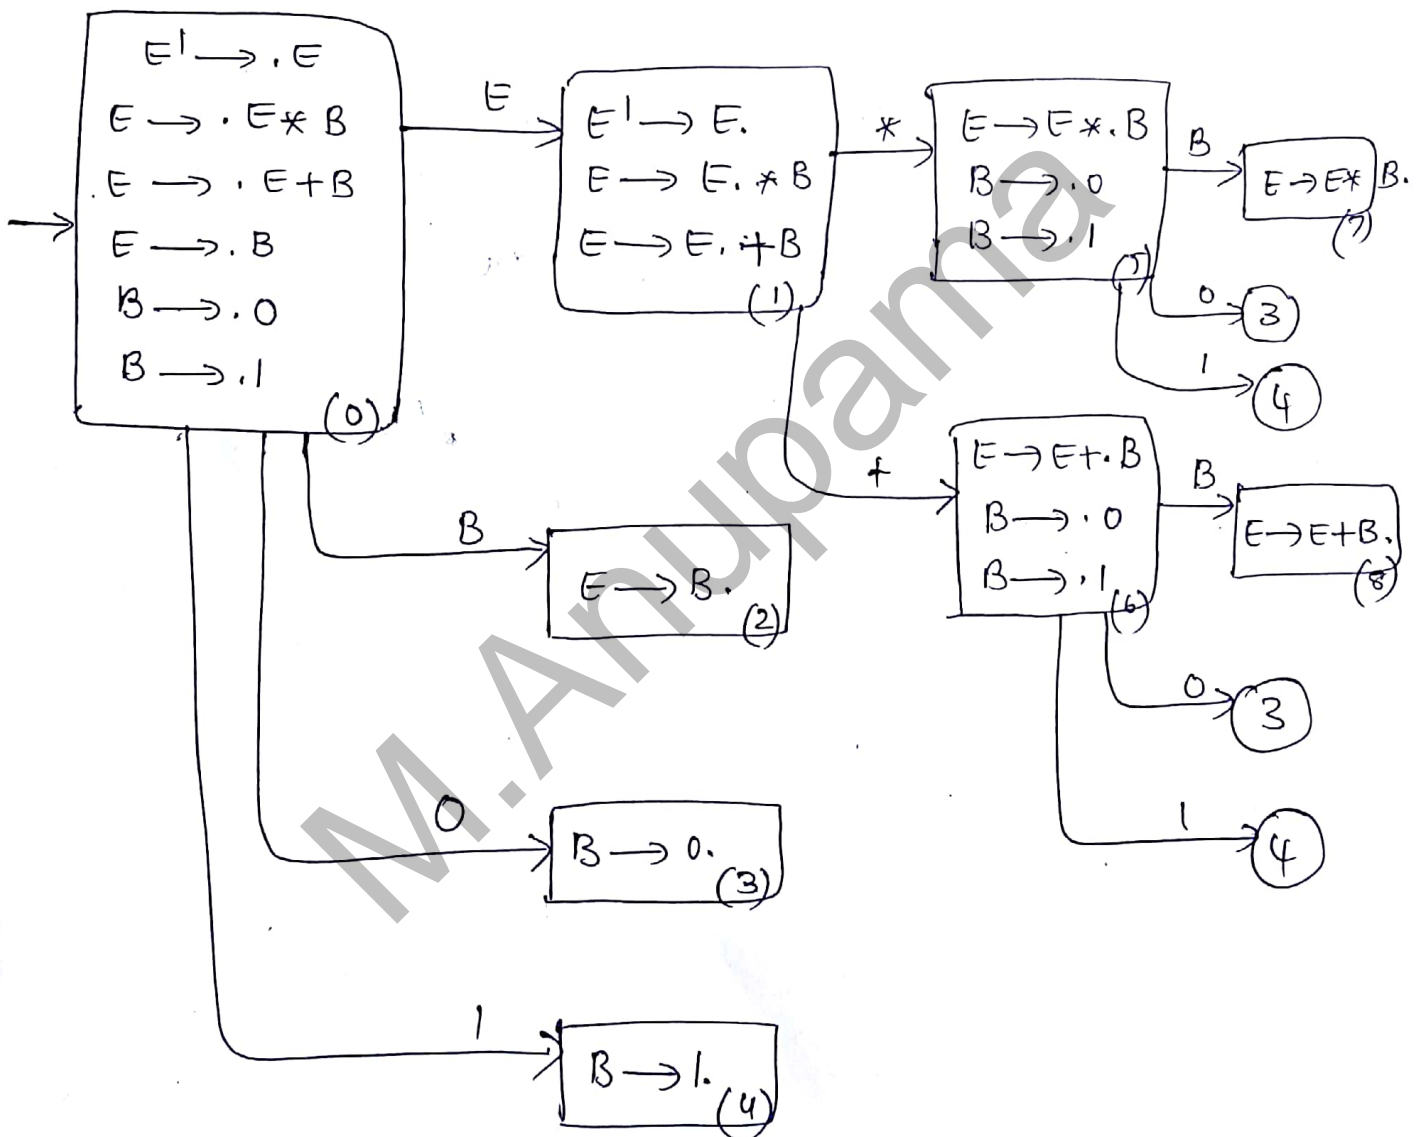 E' → . E
E → . E * B
. E → . E + B
E → . B
B → . 0
B → . 1
(0)
E
E' → E.
E → E. * B
E → E. + B
(1)
*
E → E *. B
B → . 0
B → . 1
(5)
B
E → E * B.
(7)
0
3
1
4
+
E → E +. B
B → . 0
B → . 1
(6)
B
E → E + B.
(8)
0
3
1
4
B
E → B.
(2)
0
B → 0.
(3)
1
B → 1.
(4)
M.Anupama